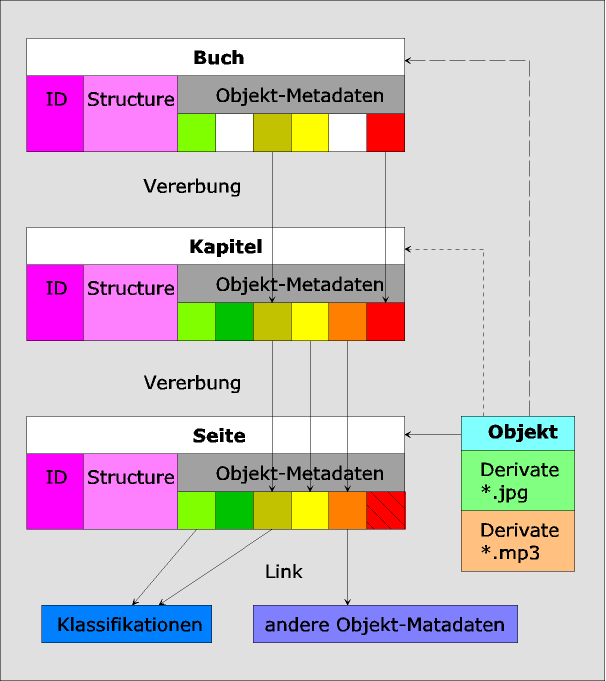 Buch
ID Structure Objekt-Metadaten
Vererbung
Kapitel
ID Structure Objekt-Metadaten
Vererbung
Seite
ID Structure Objekt-Metadaten
Objekt
Derivate
*.jpg
Derivate
*.mp3
Link
Klassifikationen
andere Objekt-Matadaten